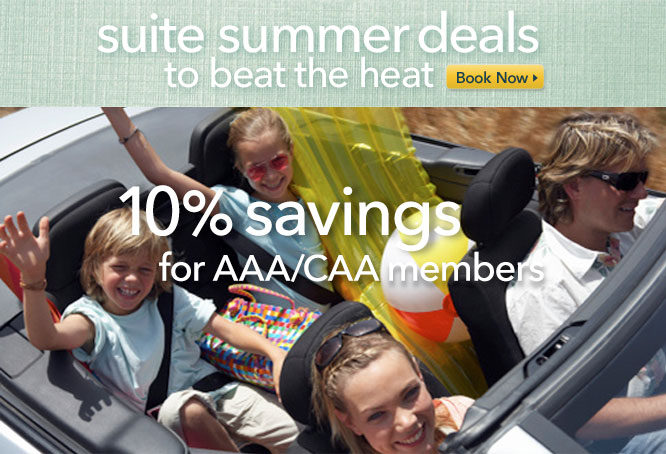 suite summer deals
to beat the heat
Book Now
10% savings
for AAA/CAA members